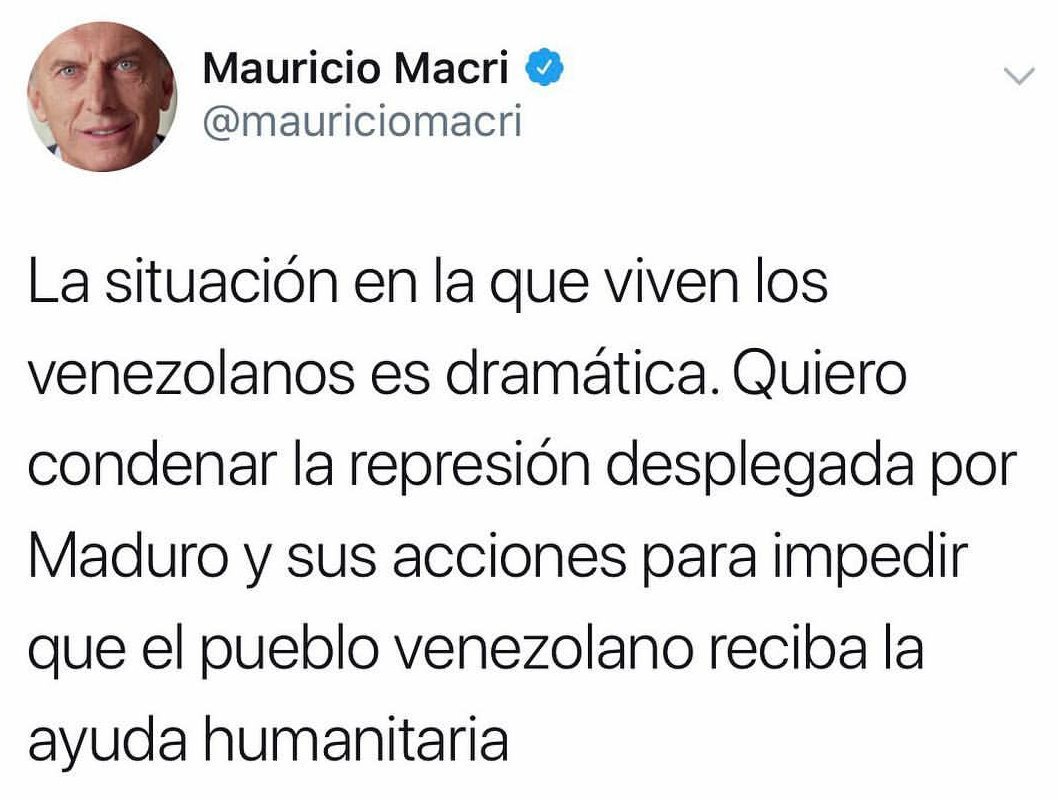 Mauricio Macri
@mauriciomacri
La situación en la que viven los
venezolanos es dramática. Quiero
condenar la represión desplegada por
Maduro y sus acciones para impedir
que el pueblo venezolano reciba la
ayuda humanitaria